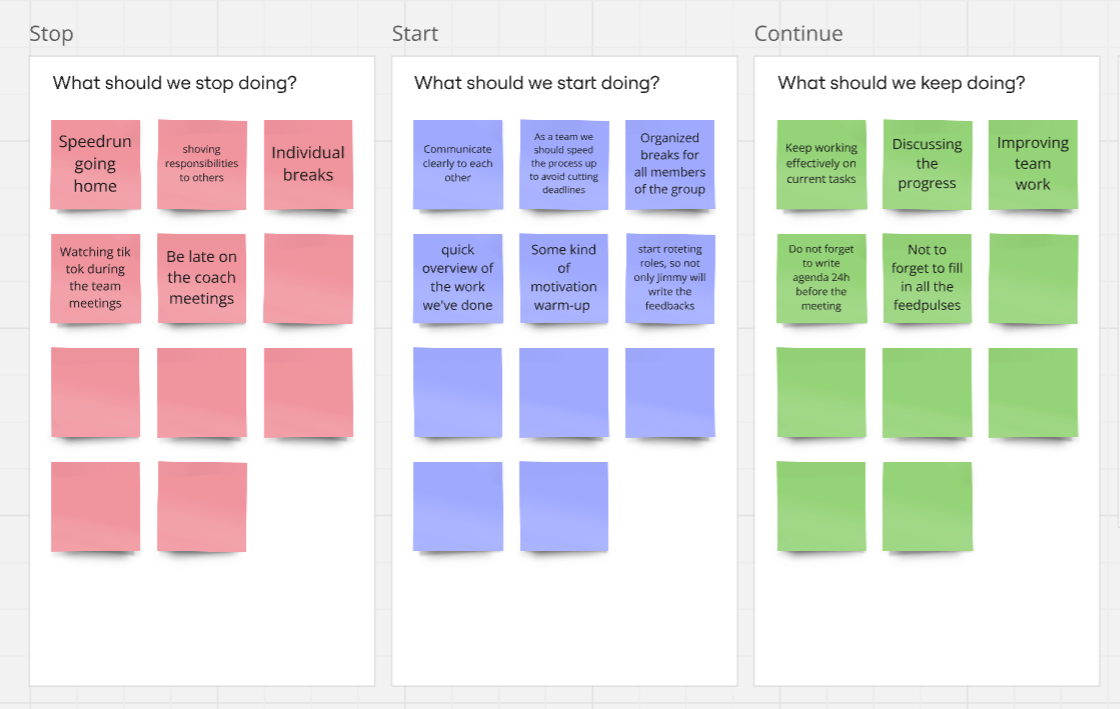 Stop
Start
Continue
What should we stop doing?
Speedrun
going
home
shoving
responsibilities
to others
Individual
breaks
Watching tik
tok during
the team
meetings
Be late on
the coach
meetings
What should we start doing?
Communicate
clearly to each
other
As a team we
should speed
the process up
to avoid cutting
deadlines
Organized
breaks for
all members
of the group
quick
overview of
the work
we've done
Some kind
of
motivation
warm-up
start roteting
roles, so not
only Jimmy will
write the
feedbacks
What should we keep doing?
Keep working
effectively on
current tasks
Discussing
the
progress
Improving
team
work
Do not forget
to write
agenda 24h
before the
meeting
Not to
forget to fill
in all the
feedpulses